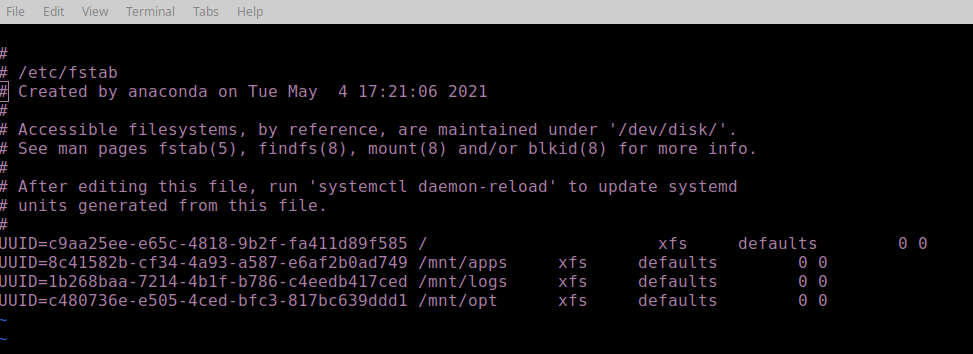 File Edit View Terminal Tabs Help
#
# /etc/fstab
# Created by anaconda on Tue May  4 17:21:06 2021
#
# Accessible filesystems, by reference, are maintained under '/dev/disk/'.
# See man pages fstab(5), findfs(8), mount(8) and/or blkid(8) for more info.
#
# After editing this file, run 'systemctl daemon-reload' to update systemd
# units generated from this file.
#
UUID=c9aa25ee-e65c-4818-9b2f-fa411d89f585 /                       xfs     defaults        0 0
UUID=8c41582b-cf34-4a93-a587-e6af2b0ad749 /mnt/apps     xfs     defaults        0 0
UUID=1b268baa-7214-4b1f-b786-c4eedb417ced /mnt/logs     xfs     defaults        0 0
UUID=c480736e-e505-4ced-bfc3-817bc639ddd1 /mnt/opt      xfs     defaults        0 0
~
~